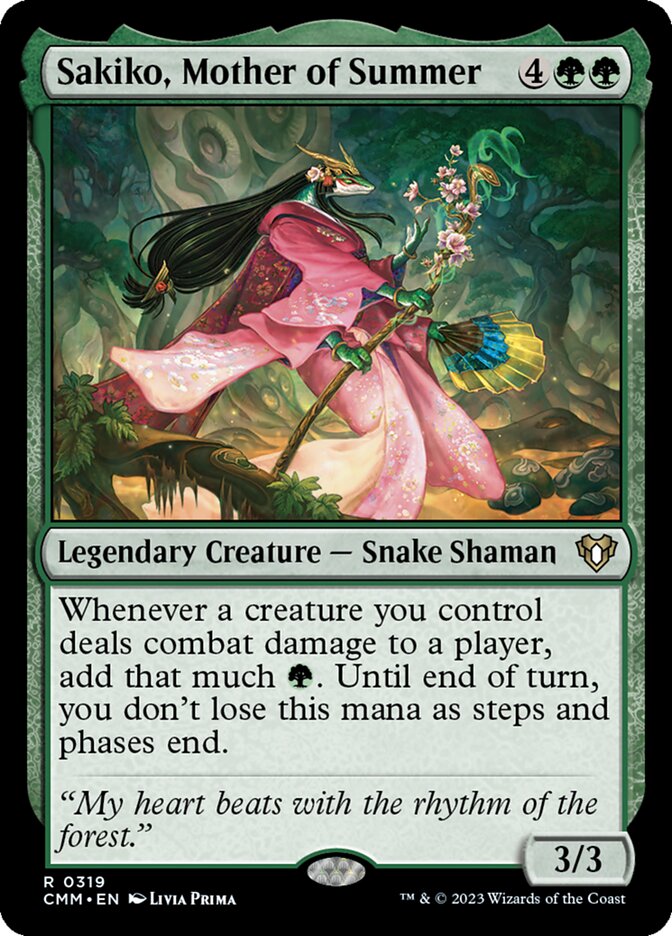 Sakiko, Mother of Summer 4
Legendary Creature — Snake Shaman
Whenever a creature you control
deals combat damage to a player,
add that much . Until end of turn,
you don't lose this mana as steps and
phases end.
“My heart beats with the rhythm of the
forest.”
3/3
R 0319
CMM • EN Livia Prima ™ & © 2023 Wizards of the Coast